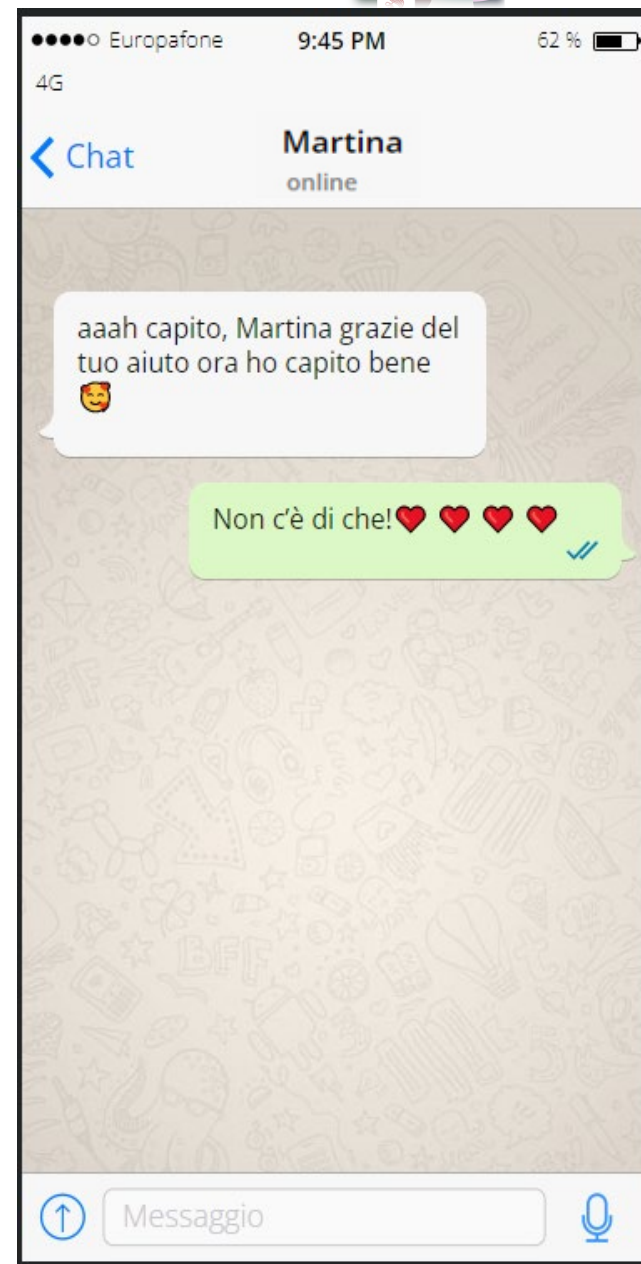 ●●●●○ Europafone 9:45 PM 62 %
4G
Chat Martina
online
aaah capito, Martina grazie del
tuo aiuto ora ho capito bene
🥰
Non c'è di che!❤️ ❤️ ❤️ ❤️
Messaggio